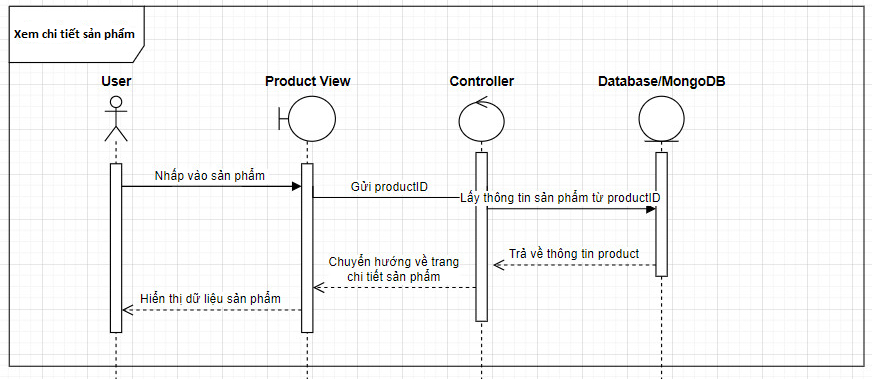 Xem chi tiết sản phẩm
User
Product View
Controller
Database/MongoDB
Nhấp vào sản phẩm
Gửi productID
Lấy thông tin sản phẩm từ productID
Trả về thông tin product
Chuyển hướng về trang
chi tiết sản phẩm
Hiển thị dữ liệu sản phẩm